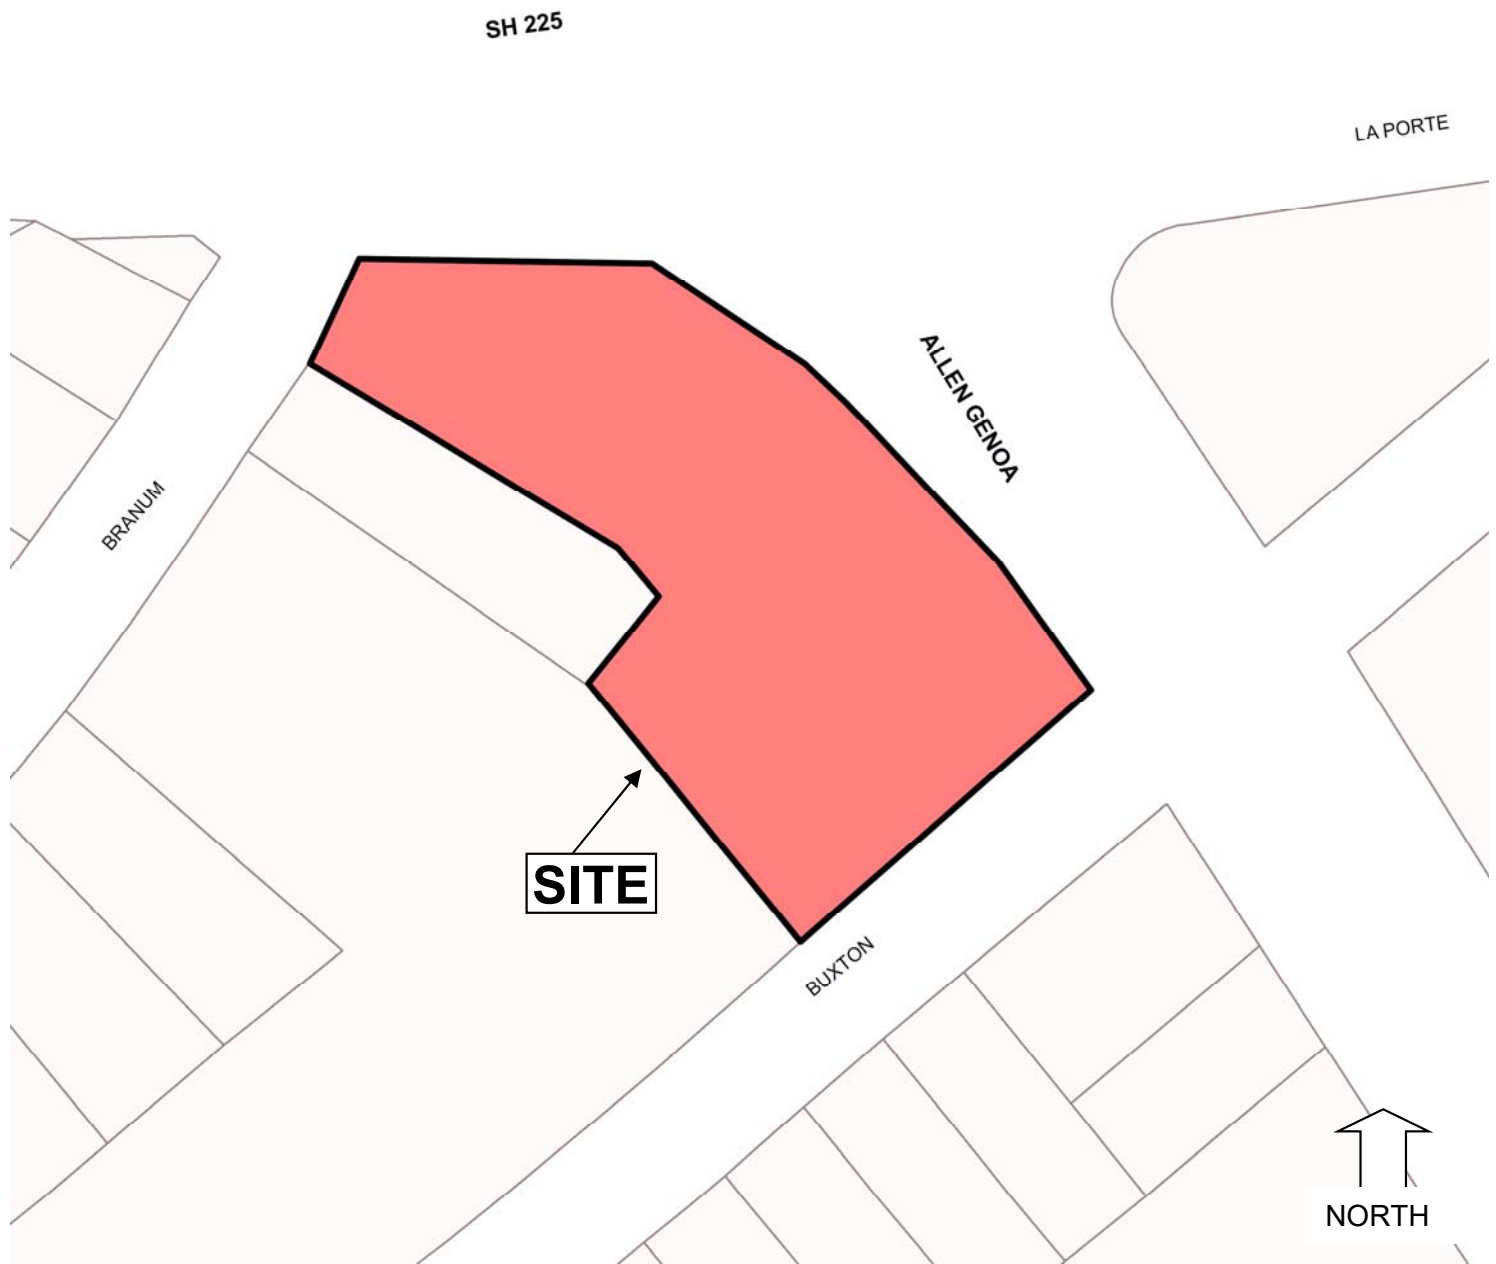 SH 225
LA PORTE
ALLEN GENOA
BRANUM
SITE
BUXTON
NORTH